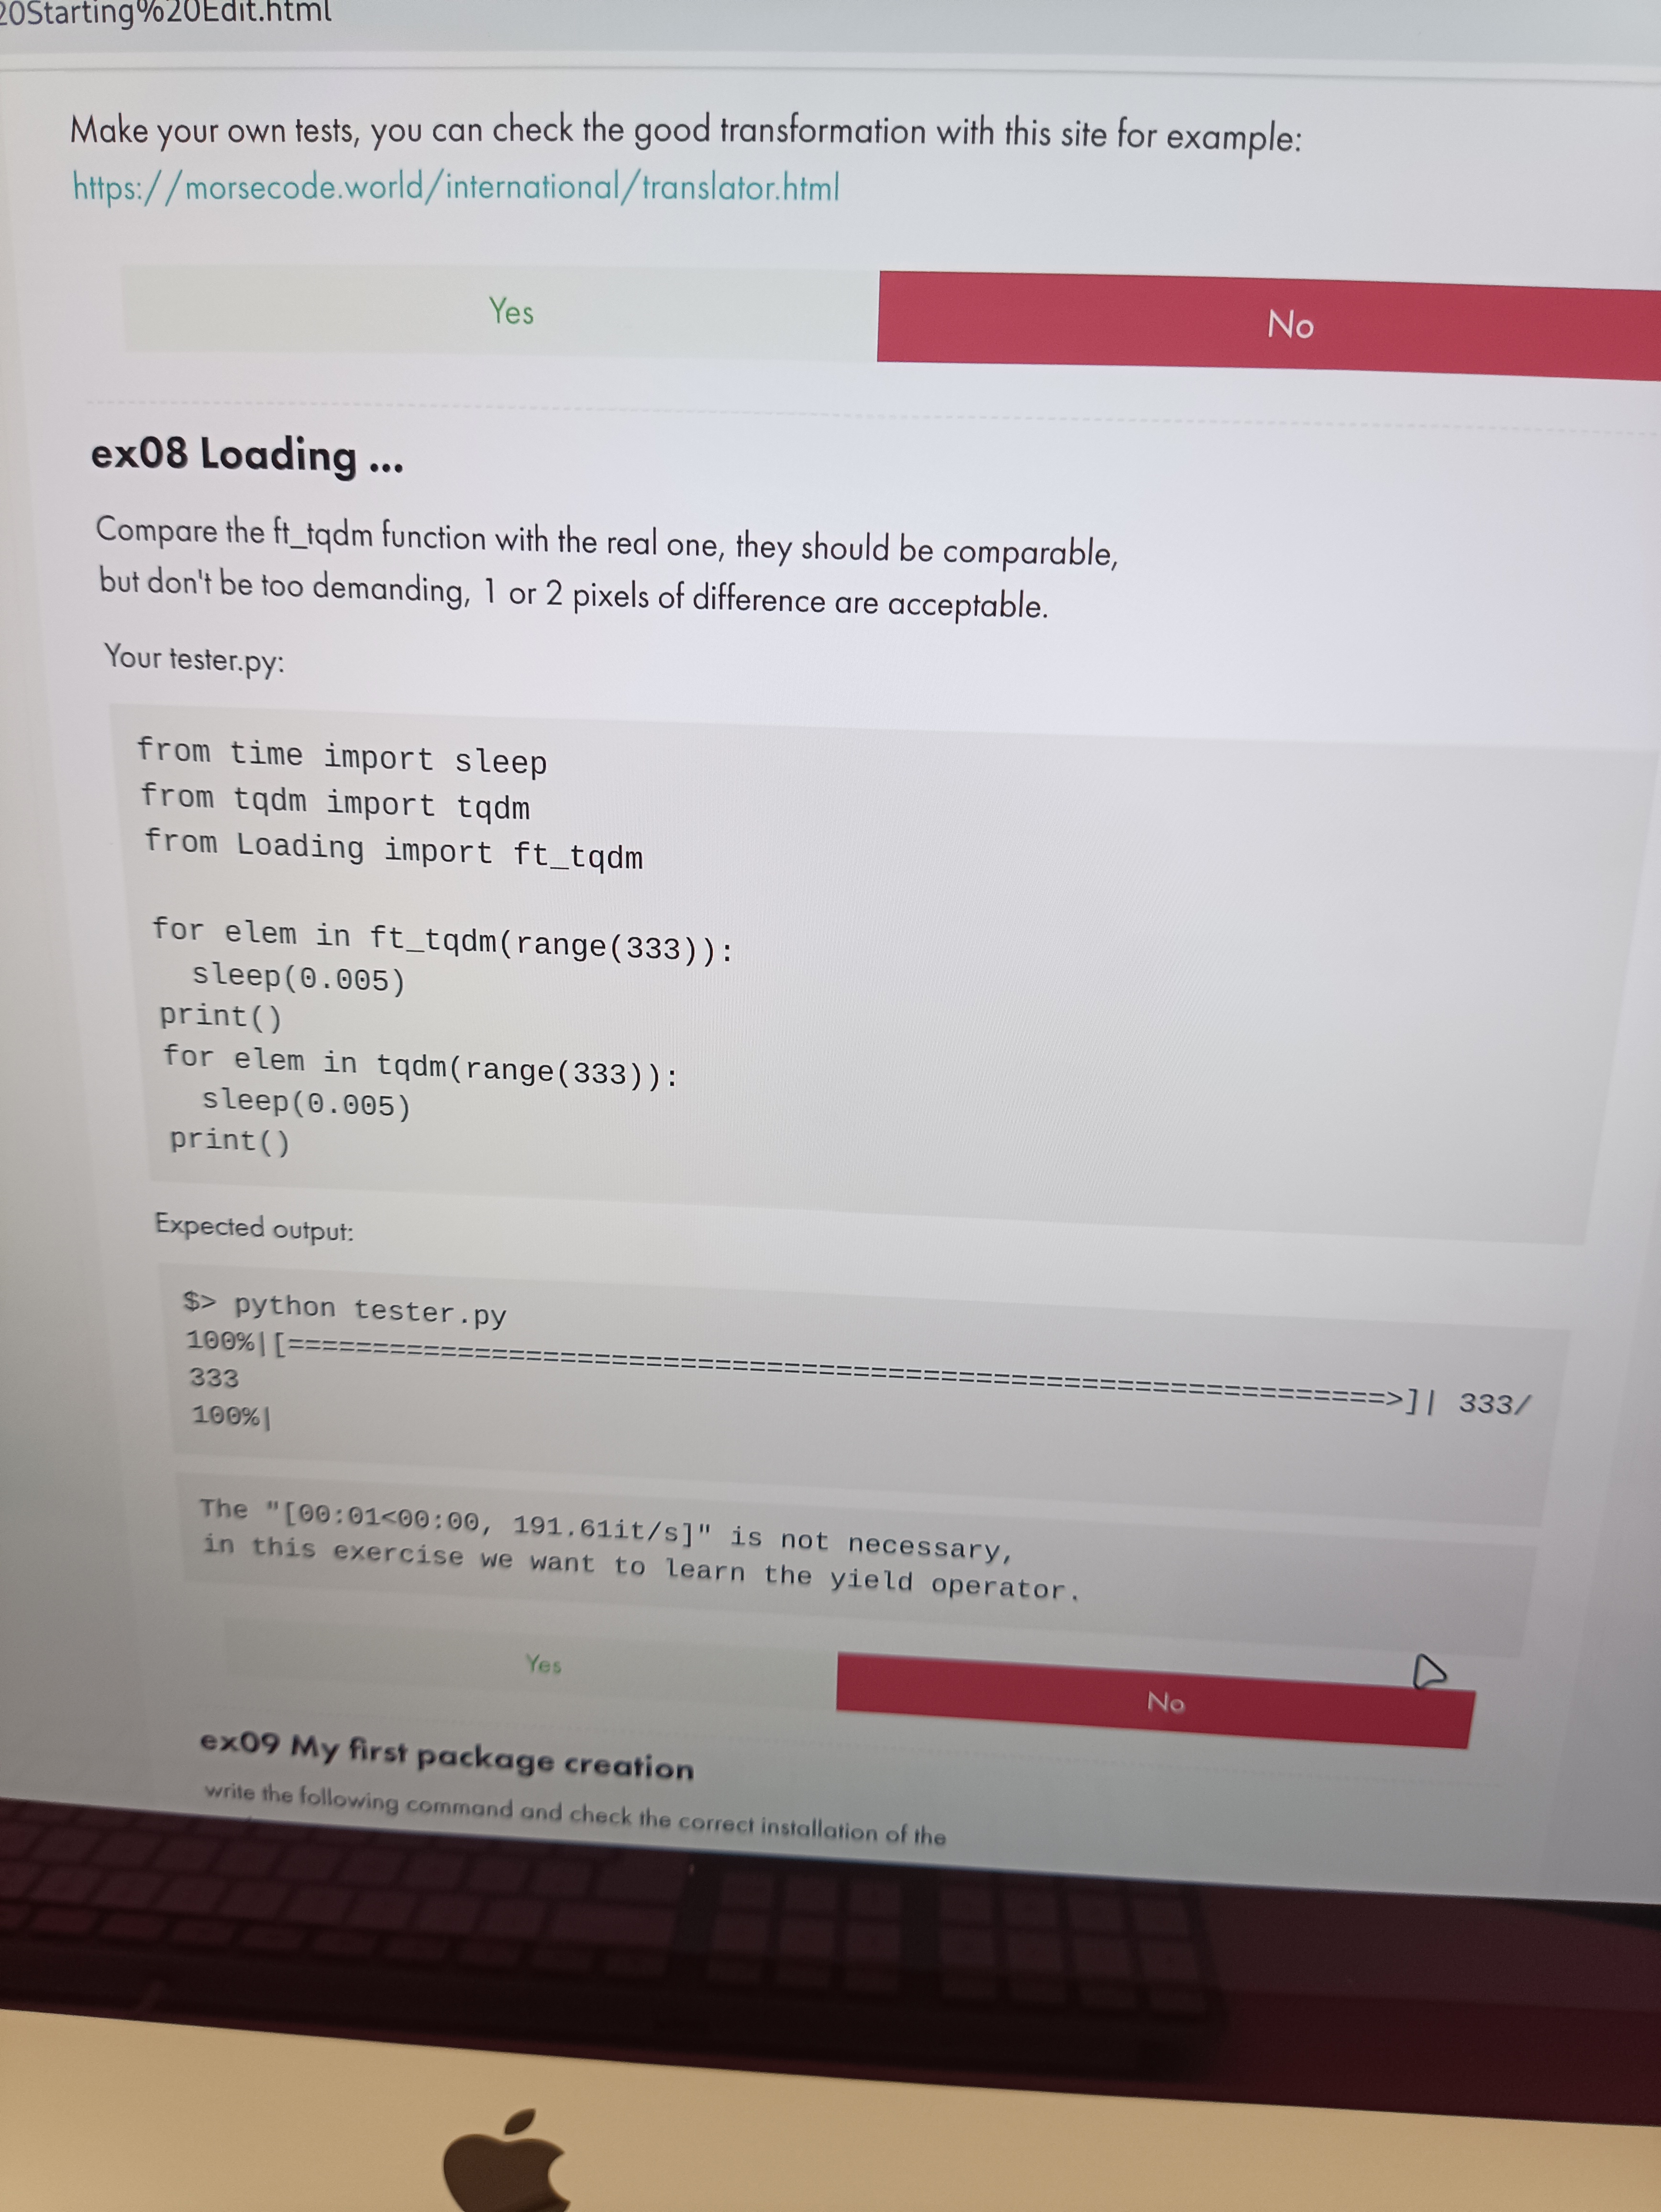 20Starting%20Edit.html
Make your own tests, you can check the good transformation with this site for example:
https://morsecode.world/international/translator.html
Yes
No
ex08 Loading ...
Compare the ft_tqdm function with the real one, they should be comparable,
but don't be too demanding, 1 or 2 pixels of difference are acceptable.
Your tester.py:
from time import sleep
from tqdm import tqdm
from Loading import ft_tqdm
for elem in ft_tqdm(range(333)):
sleep(0.005)
print()
for elem in tqdm(range(333)):
sleep(0.005)
print()
Expected output:
$> python tester.py
100%|[=================================================================>]| 333/
333
100%|
The "[00:01<00:00, 191.61it/s]" is not necessary,
in this exercise we want to learn the yield operator.
Yes
No
ex09 My first package creation
write the following command and check the correct installation of the